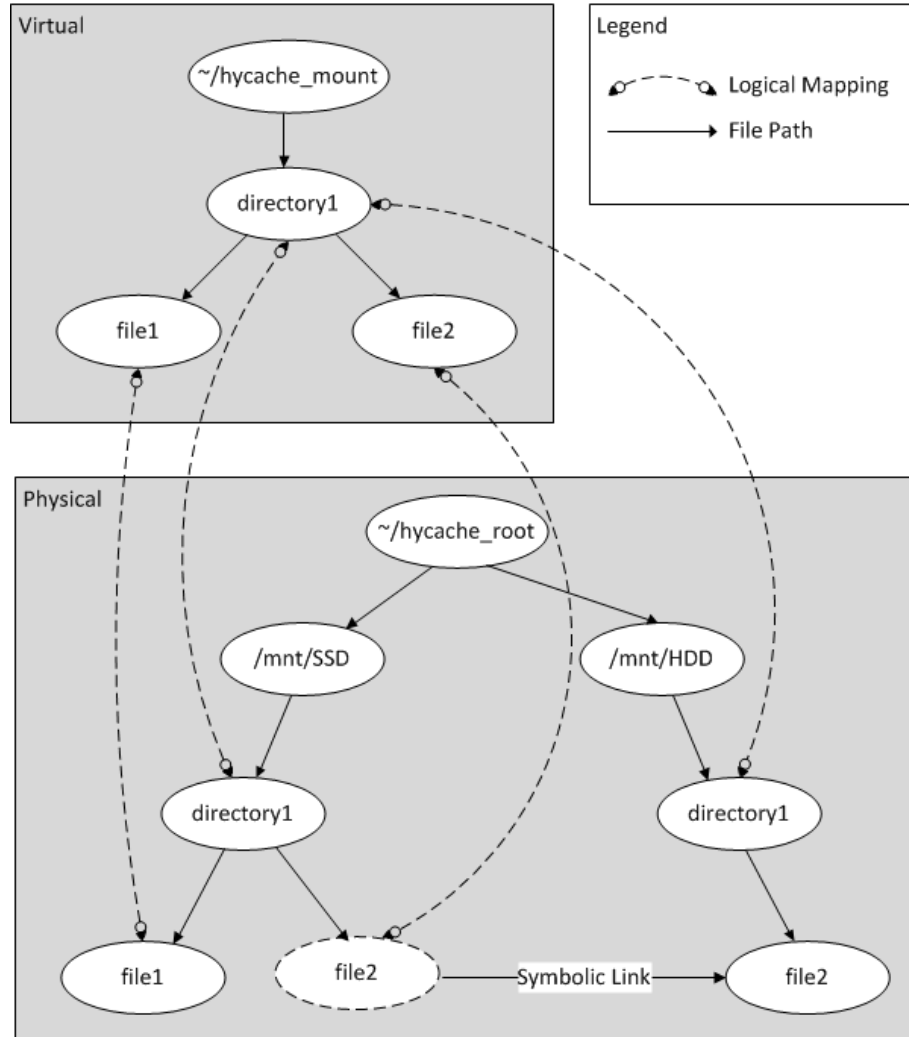 Virtual
~/hycache_mount
directory1
file1
file2
Legend
Logical Mapping
File Path
Physical
~/hycache_root
/mnt/SSD
/mnt/HDD
directory1
directory1
file1
file2
Symbolic Link
file2